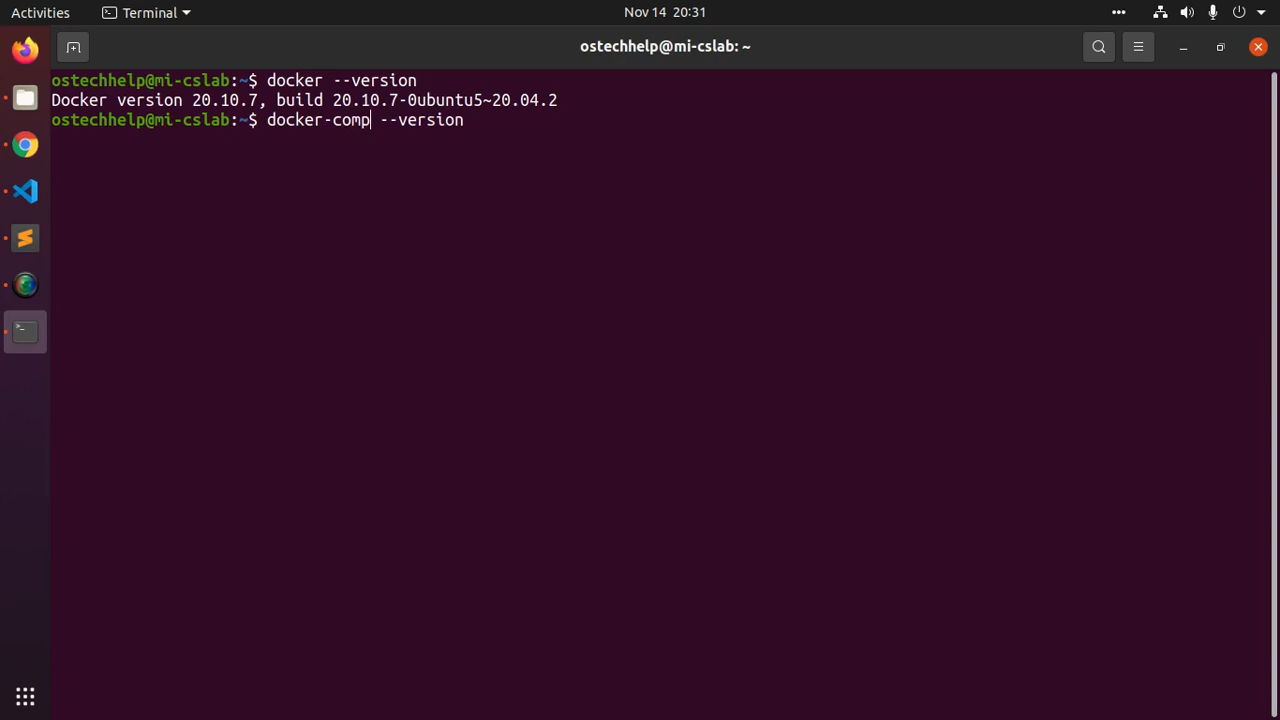 Activities
Terminal
Nov 14 20:31
ostechhelp@mi-cslab: ~
ostechhelp@mi-cslab:~$ docker --version
Docker version 20.10.7, build 20.10.7-0ubuntu5~20.04.2
ostechhelp@mi-cslab:~$ docker-comp --version